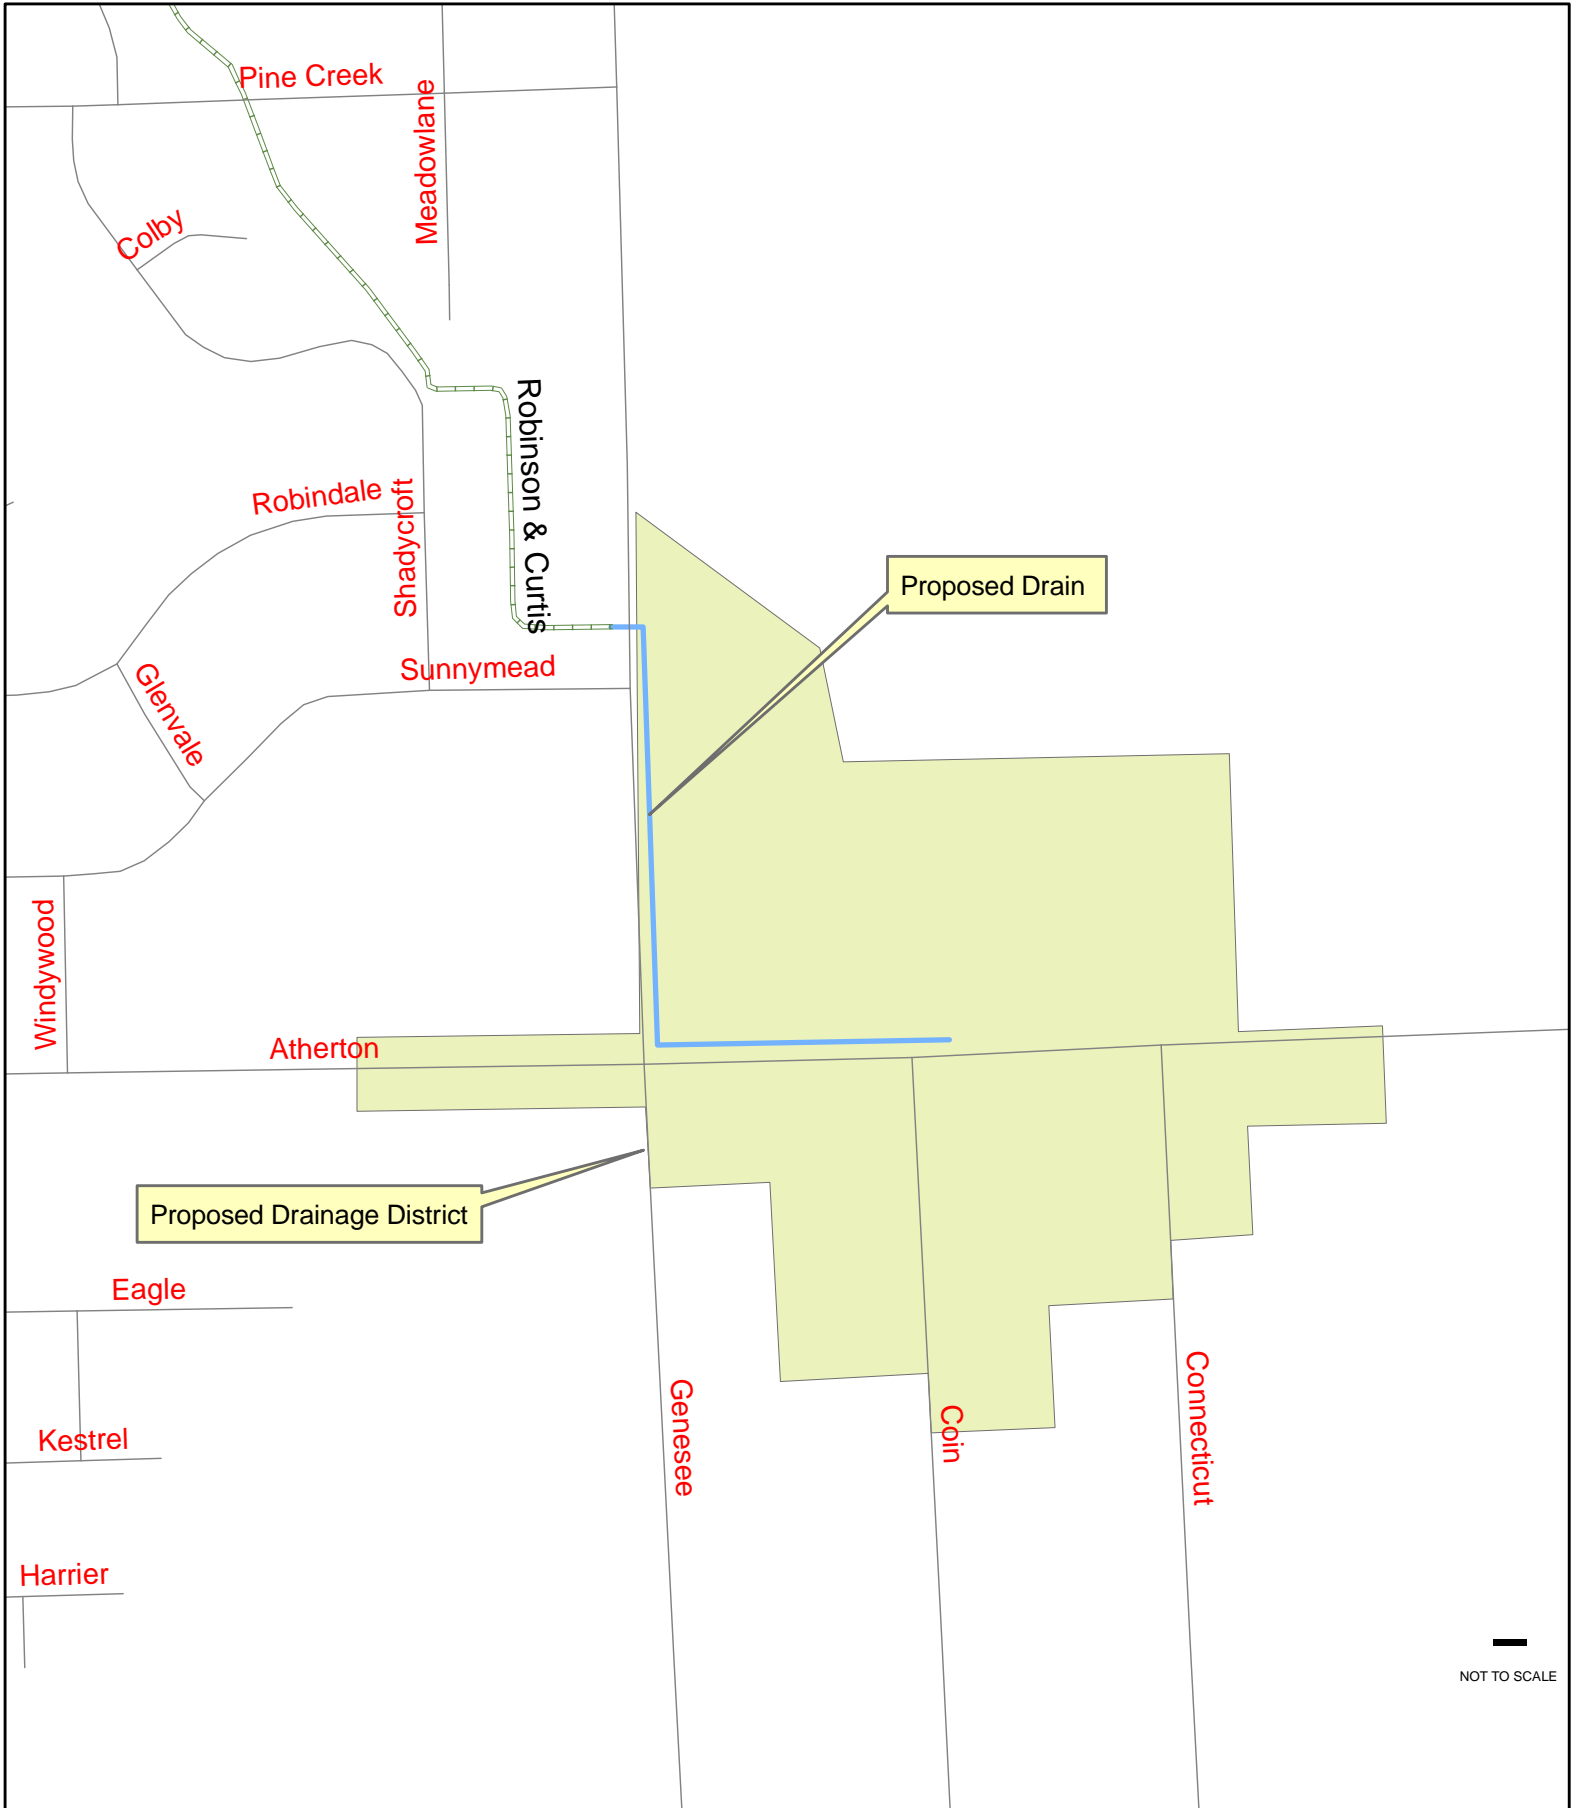 Pine Creek
Meadowlane
Colby
Robinson & Curtis
Robindale
Shadycroft
Proposed Drain
Sunnymead
Glenvale
Windywood
Atherton
Proposed Drainage District
Eagle
Genesee
Coin
Connecticut
Kestrel
Harrier
NOT TO SCALE